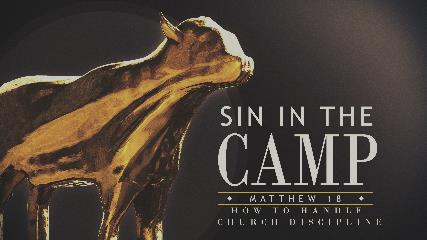 SIN IN THE
CAMP
MATTHEW 18
HOW TO HANDLE
CHURCH DISCIPLINE